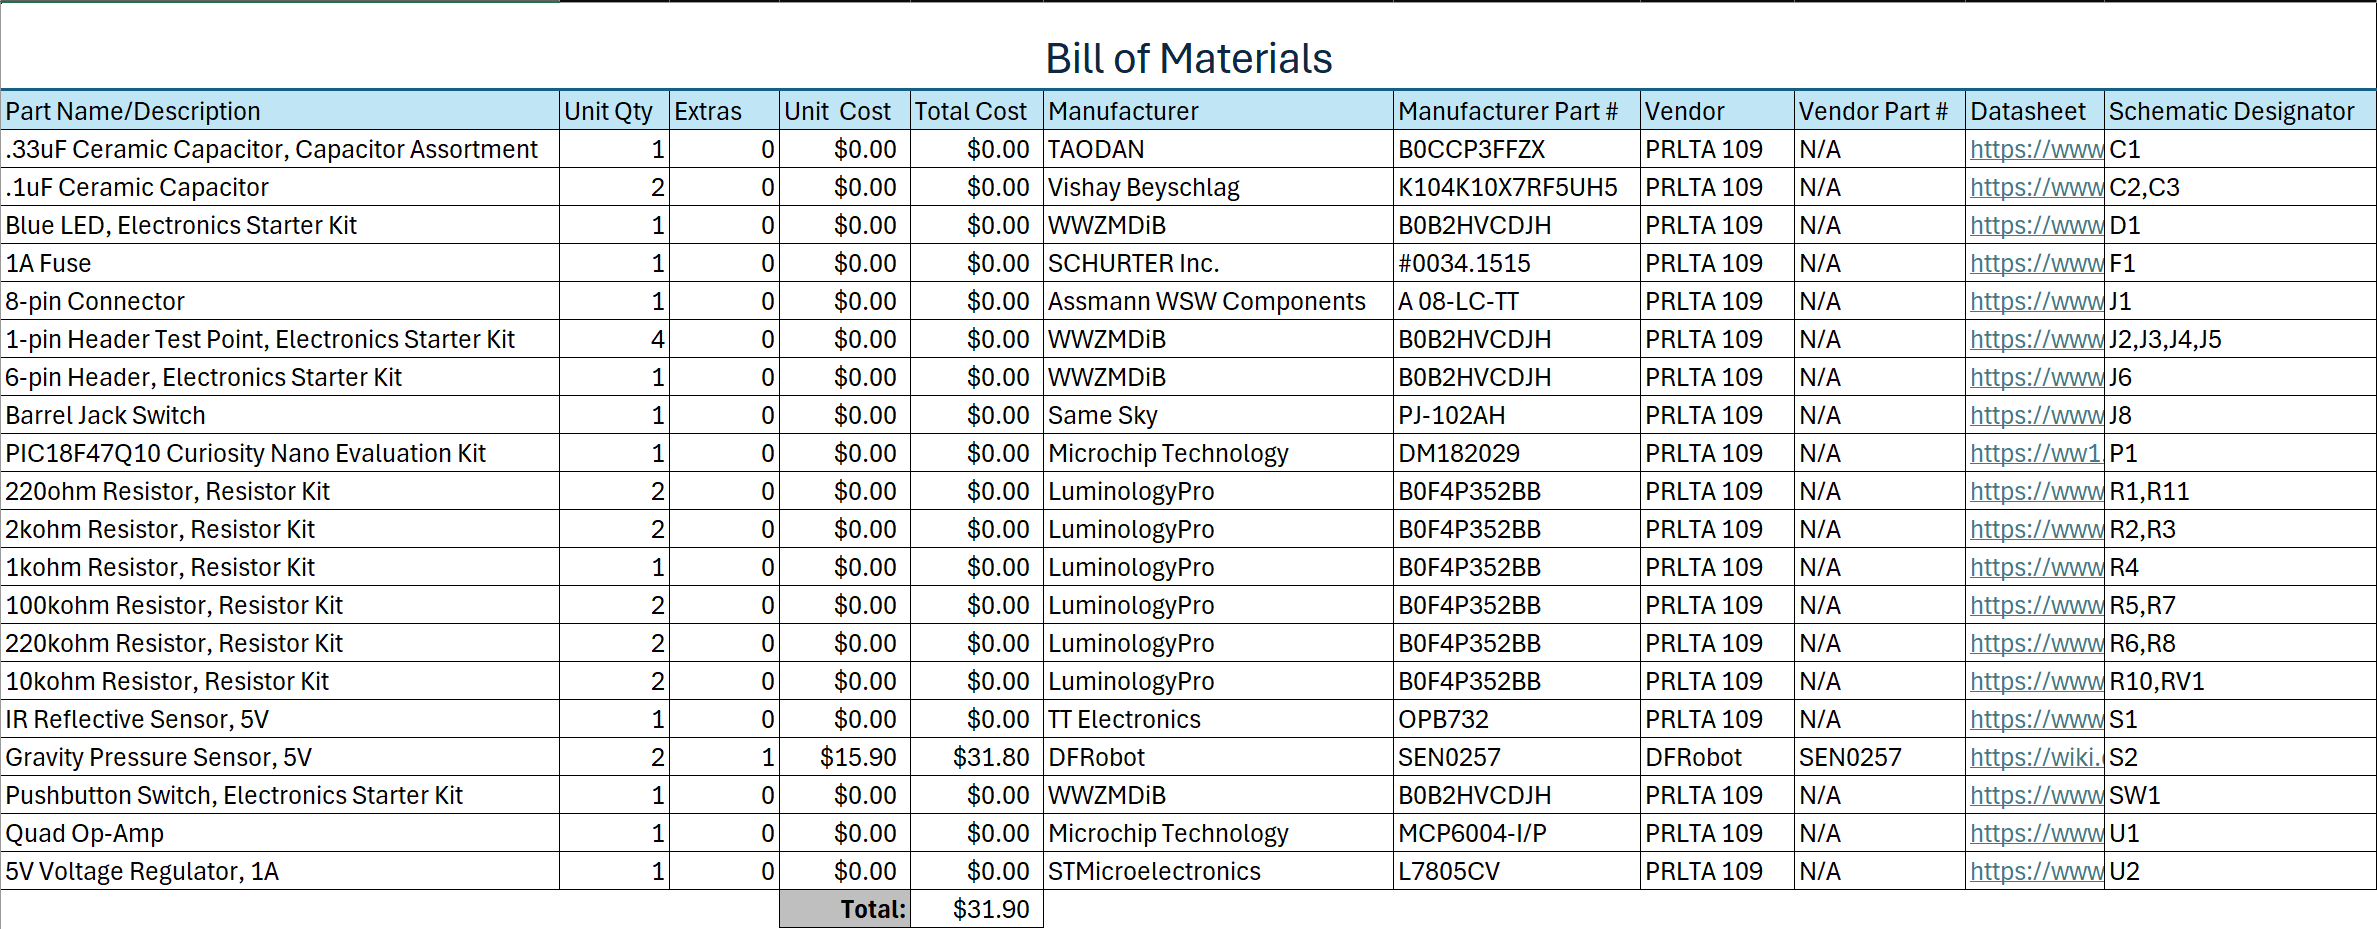 Bill of Materials
Part Name/Description Unit Qty Extras Unit Cost Total Cost Manufacturer Manufacturer Part # Vendor Vendor Part # Datasheet Schematic Designator
.33uF Ceramic Capacitor, Capacitor Assortment 1 0 $0.00 $0.00 TAODAN B0CCP3FFZX PRLTA 109 N/A https://www C1
.1uF Ceramic Capacitor 2 0 $0.00 $0.00 Vishay Beyschlag K104K10X7RF5UH5 PRLTA 109 N/A https://www C2,C3
Blue LED, Electronics Starter Kit 1 0 $0.00 $0.00 WWZMDiB B0B2HVCDJH PRLTA 109 N/A https://www D1
1A Fuse 1 0 $0.00 $0.00 SCHURTER Inc. #0034.1515 PRLTA 109 N/A https://www F1
8-pin Connector 1 0 $0.00 $0.00 Assmann WSW Components A 08-LC-TT PRLTA 109 N/A https://www J1
1-pin Header Test Point, Electronics Starter Kit 4 0 $0.00 $0.00 WWZMDiB B0B2HVCDJH PRLTA 109 N/A https://www J2,J3,J4,J5
6-pin Header, Electronics Starter Kit 1 0 $0.00 $0.00 WWZMDiB B0B2HVCDJH PRLTA 109 N/A https://www J6
Barrel Jack Switch 1 0 $0.00 $0.00 Same Sky PJ-102AH PRLTA 109 N/A https://www J8
PIC18F47Q10 Curiosity Nano Evaluation Kit 1 0 $0.00 $0.00 Microchip Technology DM182029 PRLTA 109 N/A https://ww1. P1
220ohm Resistor, Resistor Kit 2 0 $0.00 $0.00 LuminologyPro B0F4P352BB PRLTA 109 N/A https://www R1,R11
2kohm Resistor, Resistor Kit 2 0 $0.00 $0.00 LuminologyPro B0F4P352BB PRLTA 109 N/A https://www R2,R3
1kohm Resistor, Resistor Kit 1 0 $0.00 $0.00 LuminologyPro B0F4P352BB PRLTA 109 N/A https://www R4
100kohm Resistor, Resistor Kit 2 0 $0.00 $0.00 LuminologyPro B0F4P352BB PRLTA 109 N/A https://www R5,R7
220kohm Resistor, Resistor Kit 2 0 $0.00 $0.00 LuminologyPro B0F4P352BB PRLTA 109 N/A https://www R6,R8
10kohm Resistor, Resistor Kit 2 0 $0.00 $0.00 LuminologyPro B0F4P352BB PRLTA 109 N/A https://www R10,RV1
IR Reflective Sensor, 5V 1 0 $0.00 $0.00 TT Electronics OPB732 PRLTA 109 N/A https://www S1
Gravity Pressure Sensor, 5V 2 1 $15.90 $31.80 DFRobot SEN0257 DFRobot SEN0257 https://wiki. S2
Pushbutton Switch, Electronics Starter Kit 1 0 $0.00 $0.00 WWZMDiB B0B2HVCDJH PRLTA 109 N/A https://www SW1
Quad Op-Amp 1 0 $0.00 $0.00 Microchip Technology MCP6004-I/P PRLTA 109 N/A https://www U1
5V Voltage Regulator, 1A 1 0 $0.00 $0.00 STMicroelectronics L7805CV PRLTA 109 N/A https://www U2
Total: $31.90